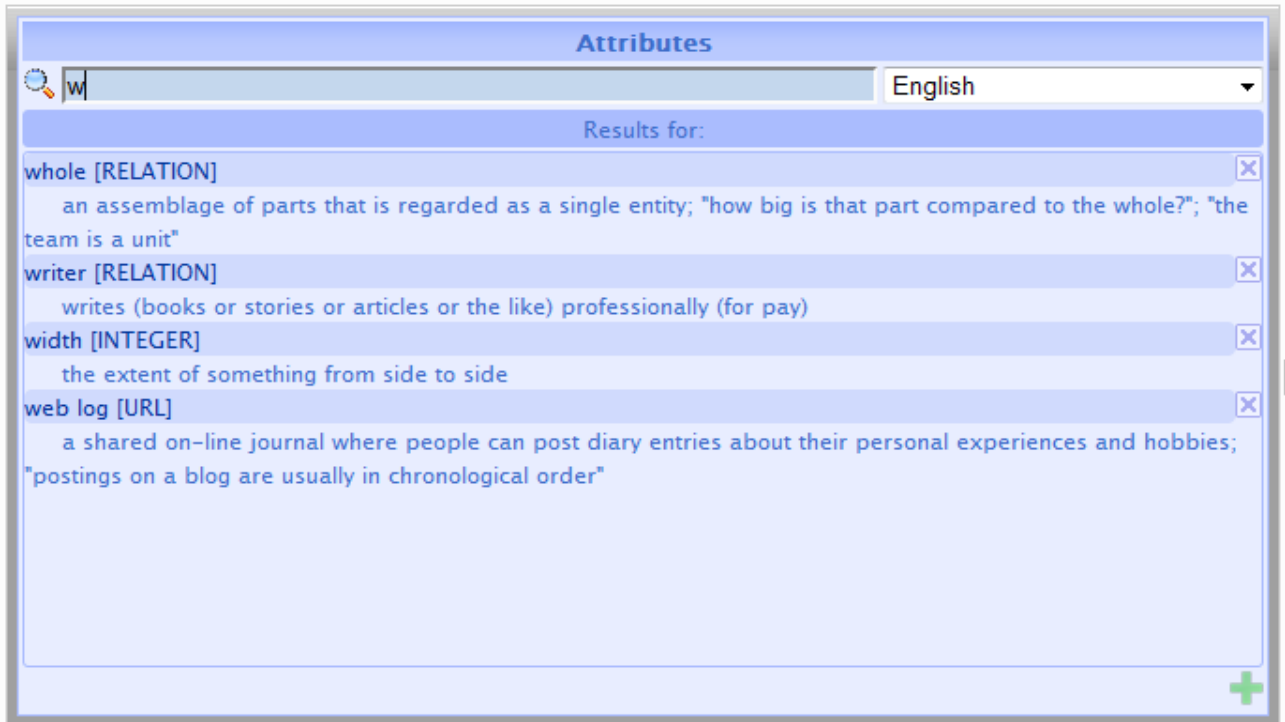 Attributes
w
English
Results for:
whole [RELATION]
an assemblage of parts that is regarded as a single entity; "how big is that part compared to the whole?"; "the
team is a unit"
writer [RELATION]
writes (books or stories or articles or the like) professionally (for pay)
width [INTEGER]
the extent of something from side to side
web log [URL]
a shared on-line journal where people can post diary entries about their personal experiences and hobbies;
"postings on a blog are usually in chronological order"